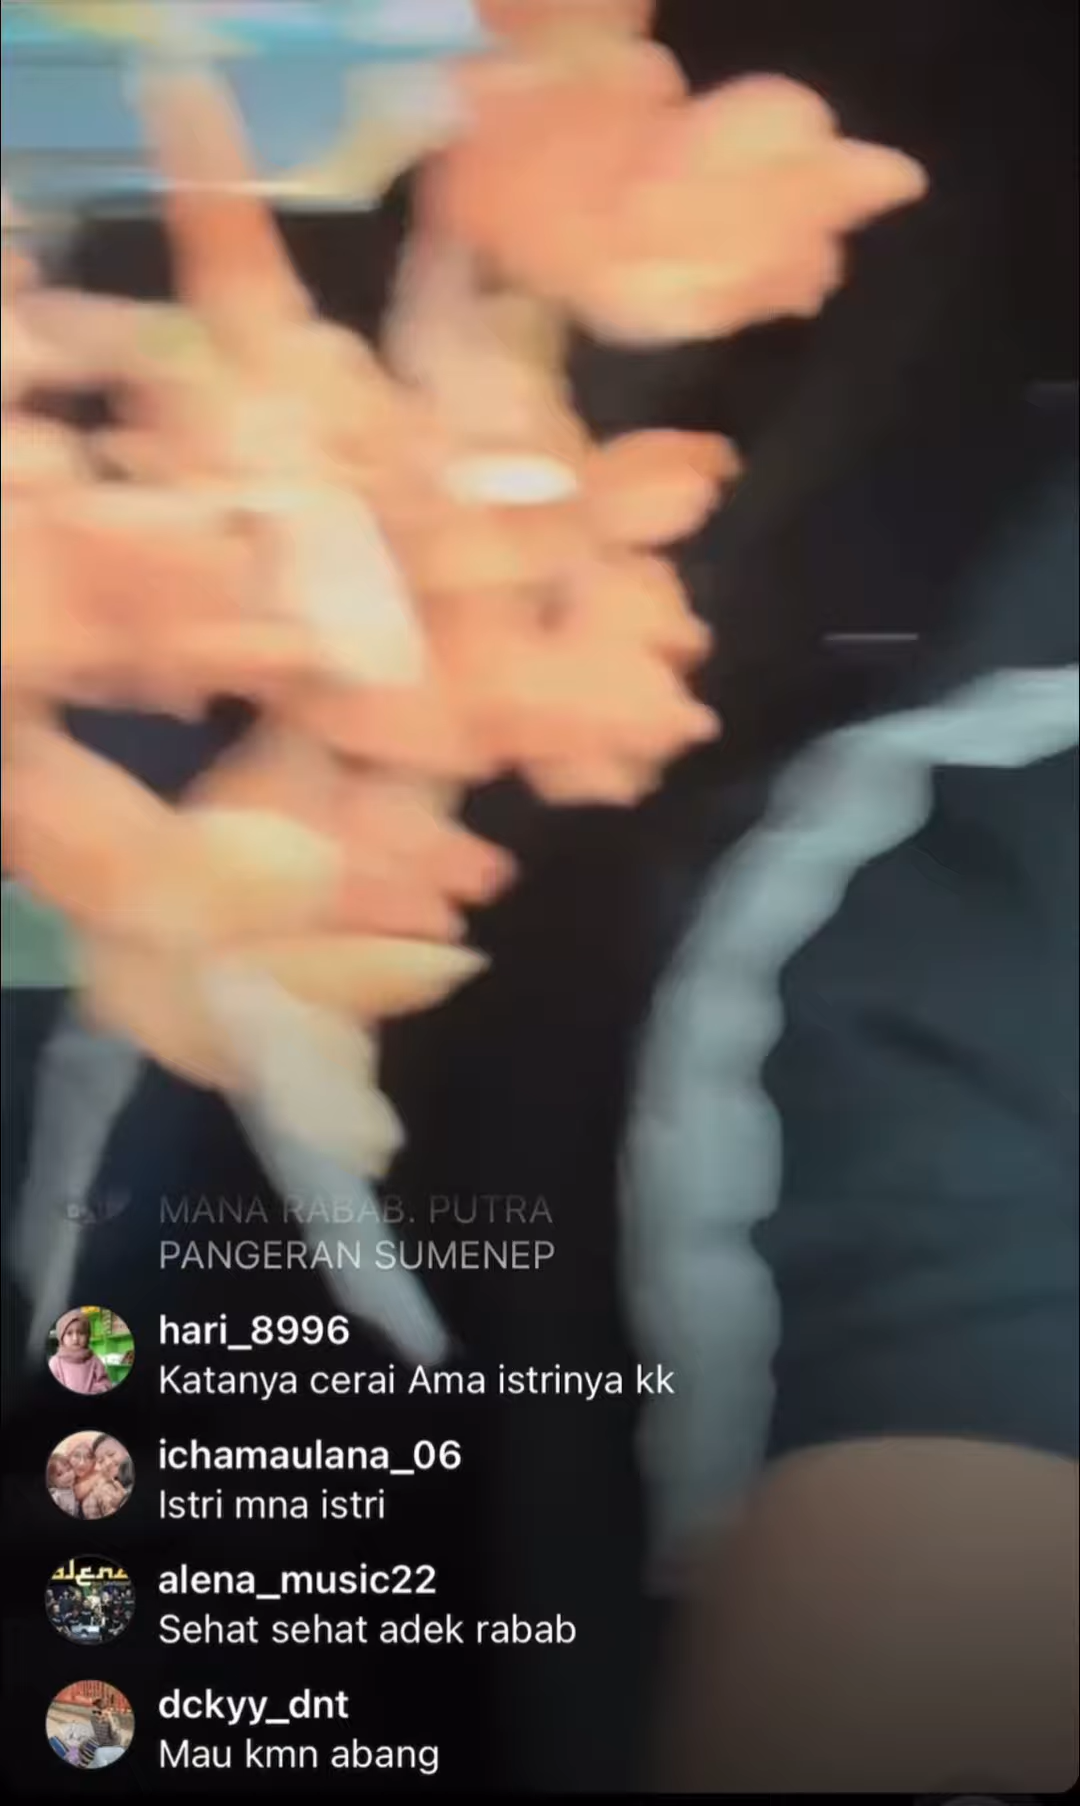 MANA RABAB. PUTRA
PANGERAN SUMENEP
hari_8996
Katanya cerai Ama istrinya kk
ichamaulana_06
Istri mna istri
alena_music22
Sehat sehat adek rabab
dckyy_dnt
Mau kmn abang